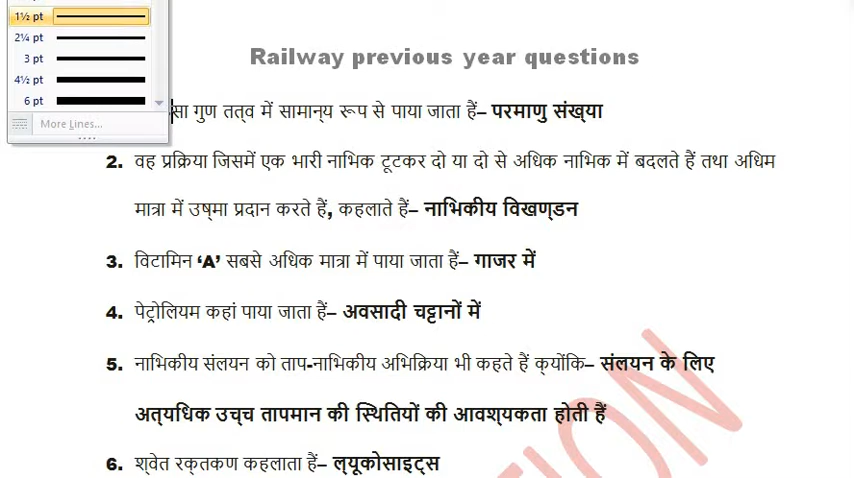 1½ pt
2¼ pt
3 pt
4½ pt
6 pt
More Lines...
Railway previous year questions
सा गुण तत्व में सामान्य रूप से पाया जाता हैं– परमाणु संख्या
2. वह प्रक्रिया जिसमें एक भारी नाभिक टूटकर दो या दो से अधिक नाभिक में बदलते हैं तथा अधिम
मात्रा में उष्मा प्रदान करते हैं, कहलाते हैं– नाभिकीय विखण्डन
3. विटामिन ‘A’ सबसे अधिक मात्रा में पाया जाता हैं– गाजर में
4. पेट्रोलियम कहां पाया जाता हैं– अवसादी चट्टानों में
5. नाभिकीय संलयन को ताप-नाभिकीय अभिक्रिया भी कहते हैं क्योंकि– संलयन के लिए
अत्यधिक उच्च तापमान की स्थितियों की आवश्यकता होती हैं
6. श्वेत रक्तकण कहलाता हैं– ल्यूकोसाइट्स